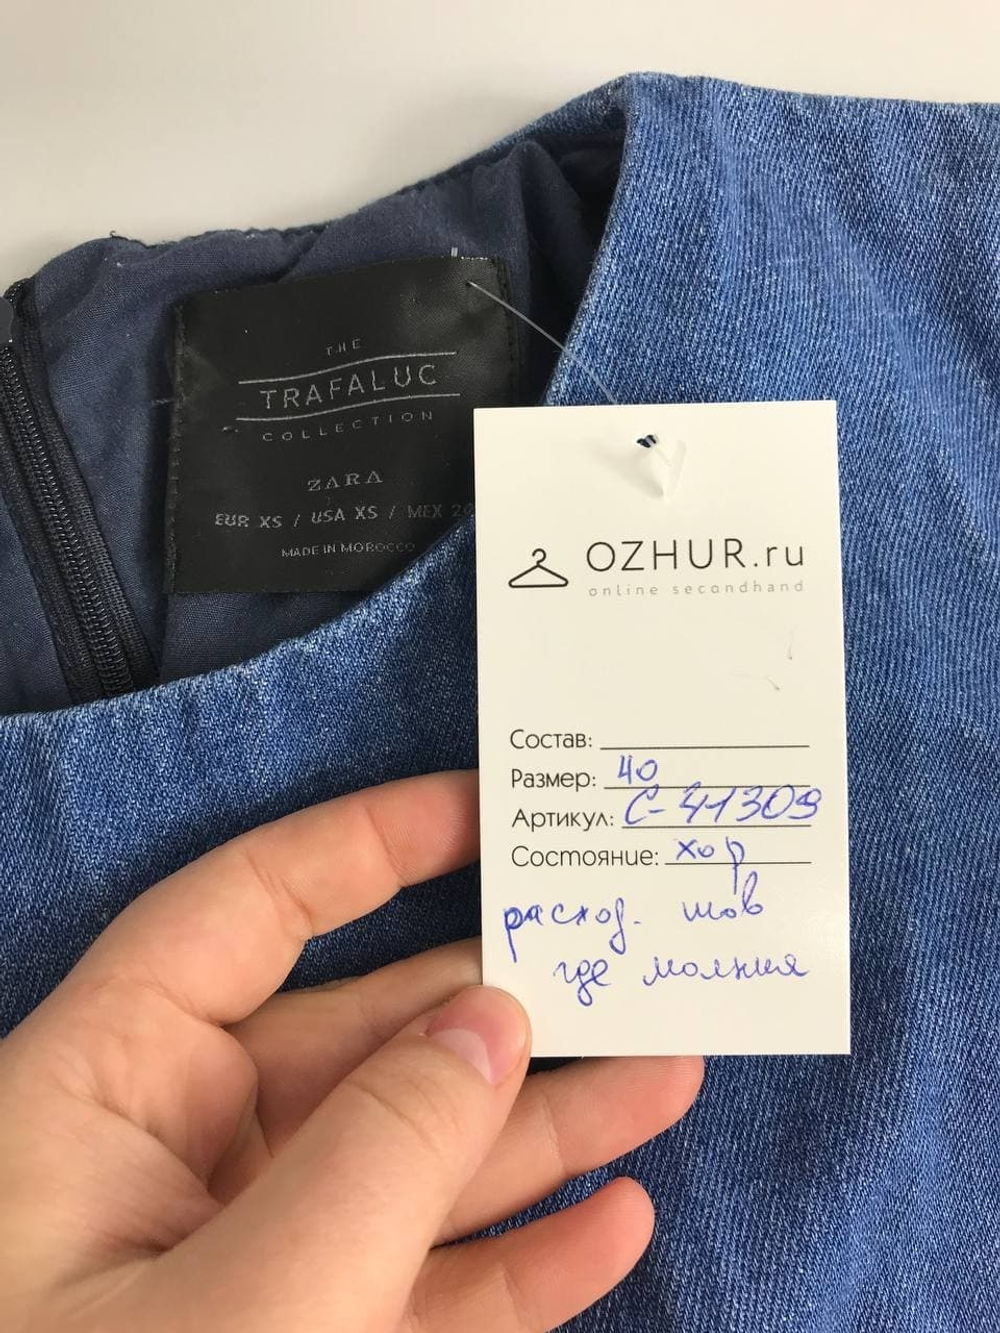 THE
TRAFALUC
COLLECTION
ZARA
EUR XS / USA XS / MEX
MADE IN MOROCCO
OZHUR.ru
online secondhand
Состав:
Размер: 40
Артикул: С-41309
Состояние: хор
расход. шов
где молния